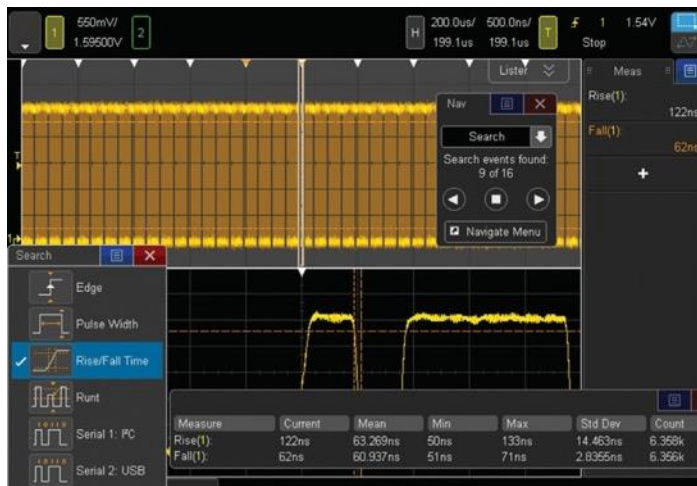 1
550mV/
1.59500V
2
H
200.0us/
199.1us
500.0ns/
199.1us
T
1
1.54V
Stop
Lister
Meas
Rise(1):
122ns
Fall(1):
62ns
+
Nav
Search
Search events found:
9 of 16
Navigate Menu
T
Search
Edge
Pulse Width
Rise/Fall Time
Runt
Serial 1: I²C
Serial 2: USB
Measure Current Mean Min Max Std Dev Count
Rise(1): 122ns 63.269ns 50ns 133ns 14.463ns 6.358k
Fall(1): 62ns 60.937ns 51ns 71ns 2.8355ns 6.356k